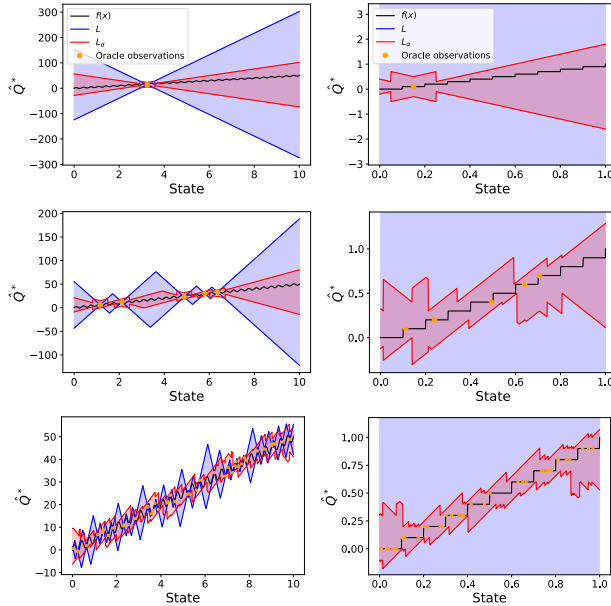 300
200
100
0
−100
−200
−300
Q̂*
f(x)
L
Lα
Oracle observations
0 2 4 6 8 10
State
3
2
1
0
−1
−2
−3
Q̂*
f(x)
L
Lα
Oracle observations
0.0 0.2 0.4 0.6 0.8 1.0
State
200
150
100
50
0
−50
−100
Q̂*
0 2 4 6 8 10
State
1.0
0.5
0.0
Q̂*
0.0 0.2 0.4 0.6 0.8 1.0
State
50
40
30
20
10
0
−10
Q̂*
0 2 4 6 8 10
State
1.00
0.75
0.50
0.25
0.00
Q̂*
0.0 0.2 0.4 0.6 0.8 1.0
State